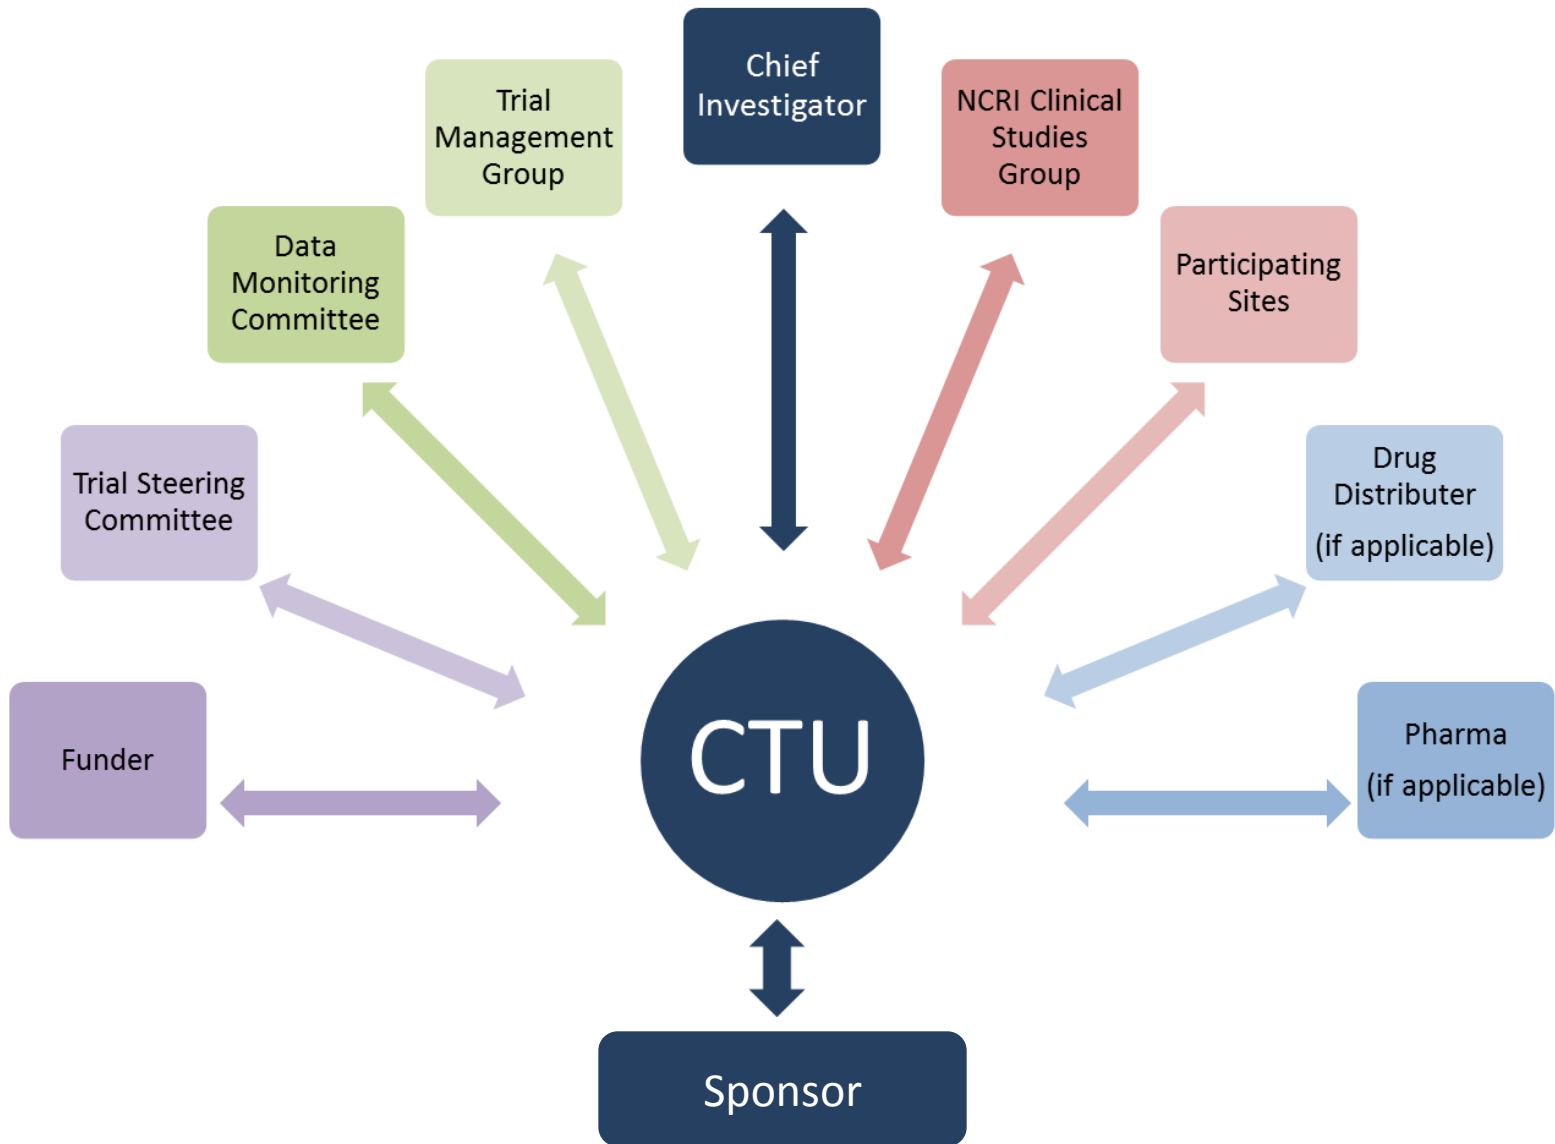 Chief
Investigator
Trial
Management
Group
NCRI Clinical
Studies
Group
Data
Monitoring
Committee
Participating
Sites
Trial Steering
Committee
Drug
Distributer
(if applicable)
Funder
CTU
Pharma
(if applicable)
Sponsor